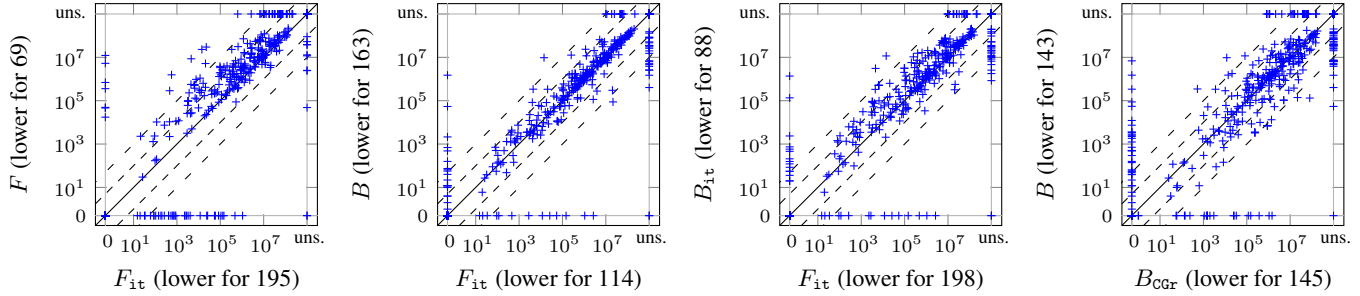 F (lower for 69)
uns.
10^7
10^5
10^3
10^1
0
0 10^1 10^3 10^5 10^7 uns.
F_it (lower for 195)
B (lower for 163)
uns.
10^7
10^5
10^3
10^1
0
0 10^1 10^3 10^5 10^7 uns.
F_it (lower for 114)
B_it (lower for 88)
uns.
10^7
10^5
10^3
10^1
0
0 10^1 10^3 10^5 10^7 uns.
F_it (lower for 198)
B (lower for 143)
uns.
10^7
10^5
10^3
10^1
0
0 10^1 10^3 10^5 10^7 uns.
B_CGr (lower for 145)